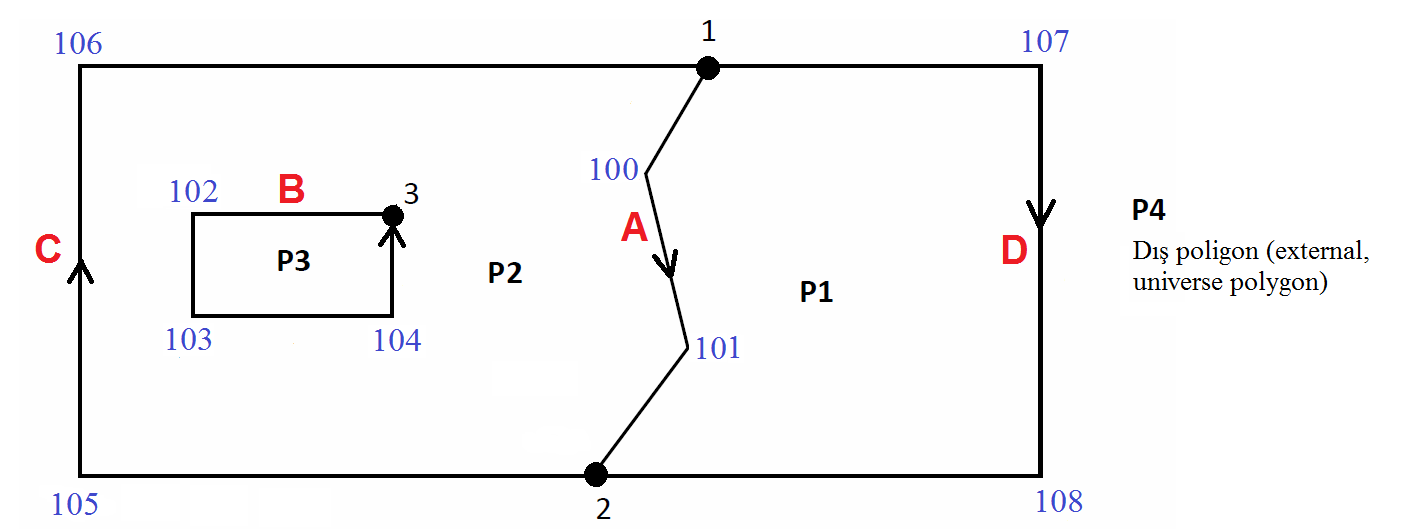 1
106
107
100
102
B
3
A
P4
C
P3
P2
D
Dış poligon (external,
universe polygon)
P1
103
104
101
105
2
108